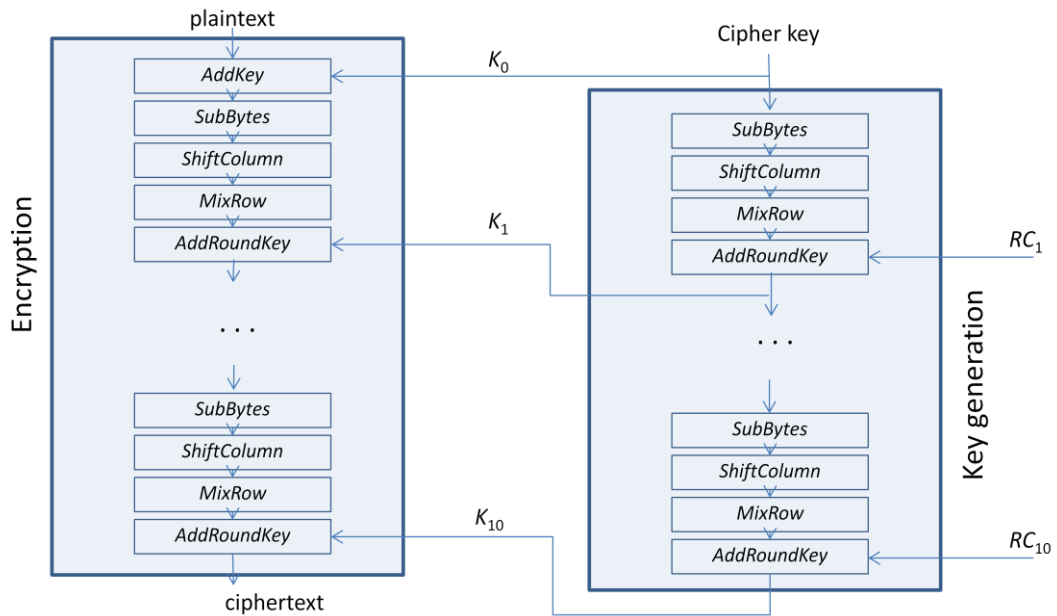 plaintext
Encryption
AddKey
SubBytes
ShiftColumn
MixRow
AddRoundKey
. . .
SubBytes
ShiftColumn
MixRow
AddRoundKey
ciphertext
K0
K1
K10
Cipher key
Key generation
SubBytes
ShiftColumn
MixRow
AddRoundKey
. . .
SubBytes
ShiftColumn
MixRow
AddRoundKey
RC1
RC10